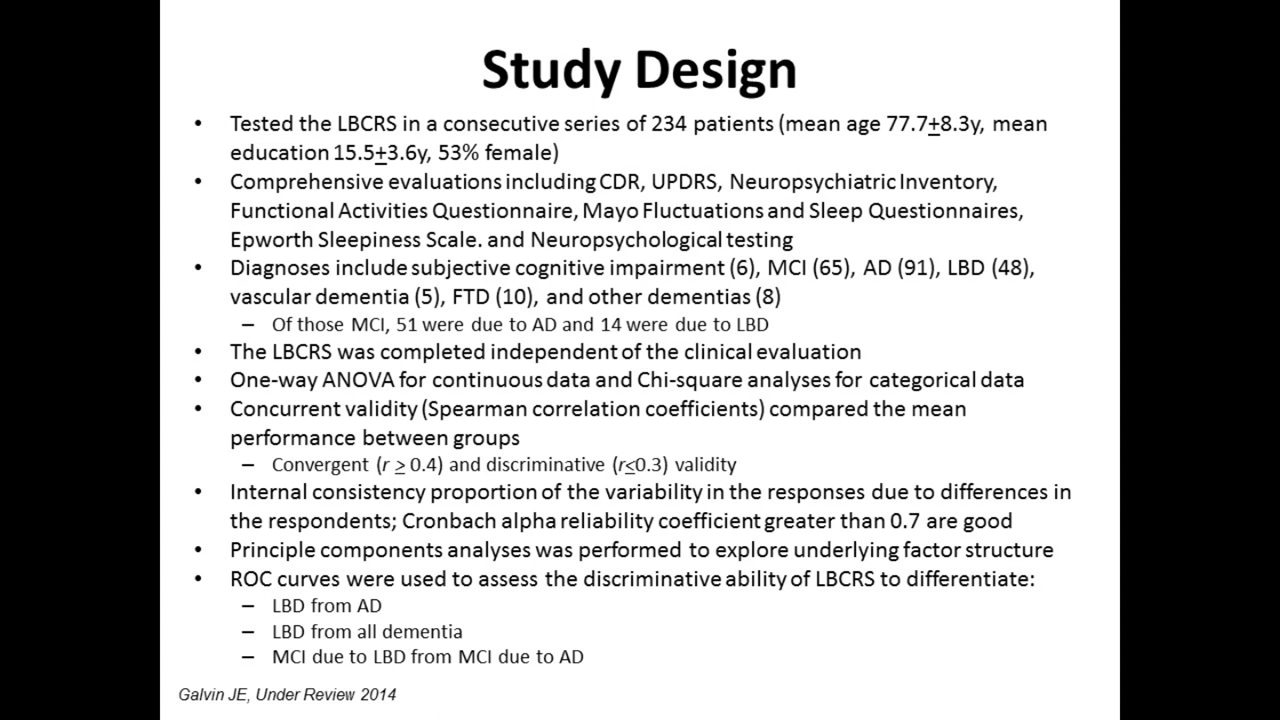 Study Design
• Tested the LBCRS in a consecutive series of 234 patients (mean age 77.7±8.3y, mean
education 15.5±3.6y, 53% female)
• Comprehensive evaluations including CDR, UPDRS, Neuropsychiatric Inventory,
Functional Activities Questionnaire, Mayo Fluctuations and Sleep Questionnaires,
Epworth Sleepiness Scale. and Neuropsychological testing
• Diagnoses include subjective cognitive impairment (6), MCI (65), AD (91), LBD (48),
vascular dementia (5), FTD (10), and other dementias (8)
– Of those MCI, 51 were due to AD and 14 were due to LBD
• The LBCRS was completed independent of the clinical evaluation
• One-way ANOVA for continuous data and Chi-square analyses for categorical data
• Concurrent validity (Spearman correlation coefficients) compared the mean
performance between groups
– Convergent (r ≥ 0.4) and discriminative (r≤0.3) validity
• Internal consistency proportion of the variability in the responses due to differences in
the respondents; Cronbach alpha reliability coefficient greater than 0.7 are good
• Principle components analyses was performed to explore underlying factor structure
• ROC curves were used to assess the discriminative ability of LBCRS to differentiate:
– LBD from AD
– LBD from all dementia
– MCI due to LBD from MCI due to AD
Galvin JE, Under Review 2014